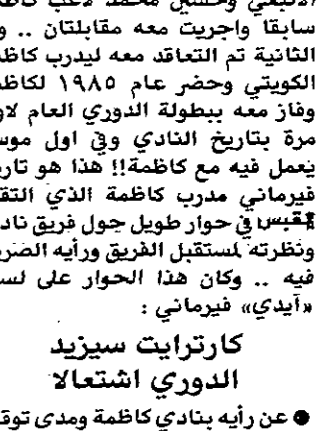 الانبعي وحسين محمد لاعب كاظ
سابقا واجريت معه مقابلتان .. و
الثانية تم التعاقد معه ليدرب كاظ
الكويتي وحضر عام ١٩٨٥ لكاظ
وفاز معه ببطولة الدوري العام لاو
مرة بتاريخ النادي وفي اول موس
يعمل فيه مع كاظمة!! هذا هو تار
فيرماني مدرب كاظمة الذي التق
القبس في حوار طويل حول فريق ناد
ونظرته لمستقبل الفريق ورأيه الصر
فيه .. وكان هذا الحوار على لس
«آيدي» فيرماني :
كارترايت سيزيد
الدوري اشتعالا
● عن رأيه بنادي كاظمة ومدى توق